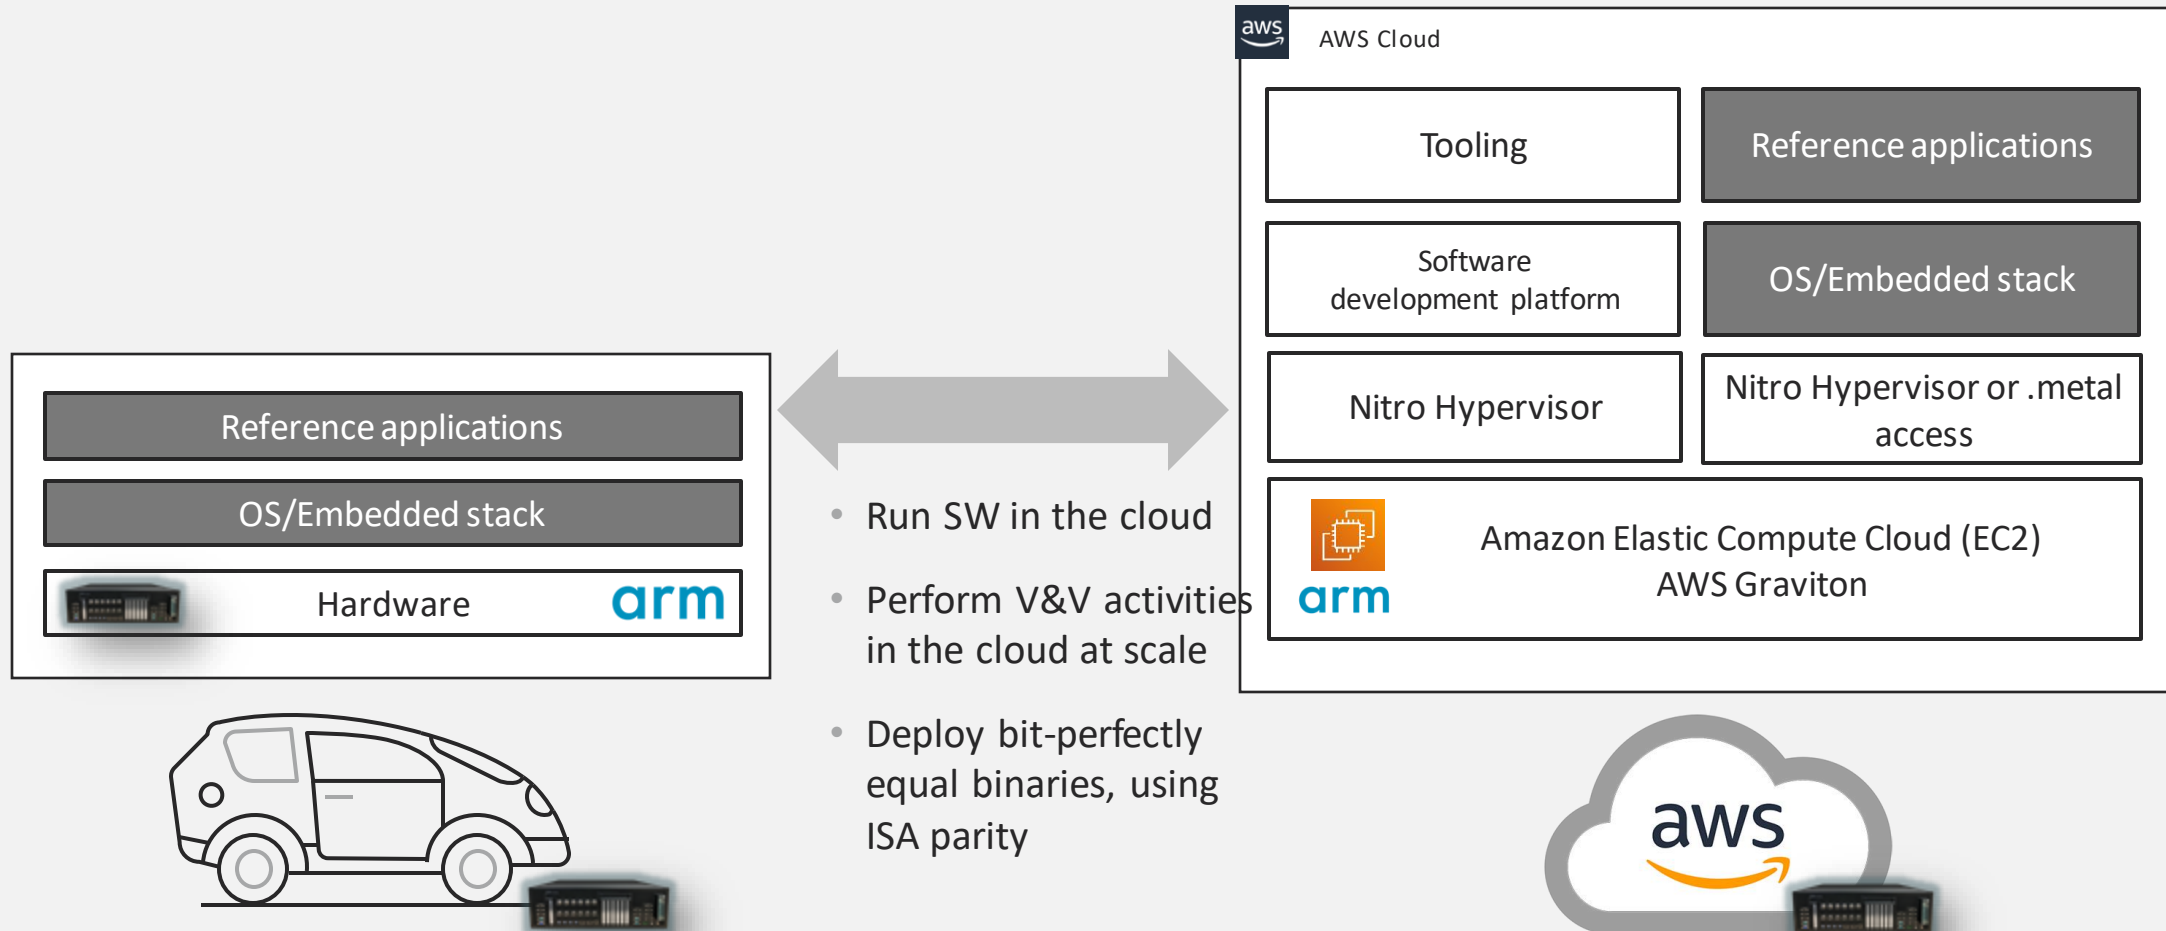 aws
AWS Cloud
Tooling
Reference applications
Software
development platform
OS/Embedded stack
Nitro Hypervisor
Nitro Hypervisor or .metal
access
Amazon Elastic Compute Cloud (EC2)
AWS Graviton
arm
Reference applications
OS/Embedded stack
Hardware
arm
• Run SW in the cloud
• Perform V&V activities
in the cloud at scale
• Deploy bit-perfectly
equal binaries, using
ISA parity
aws